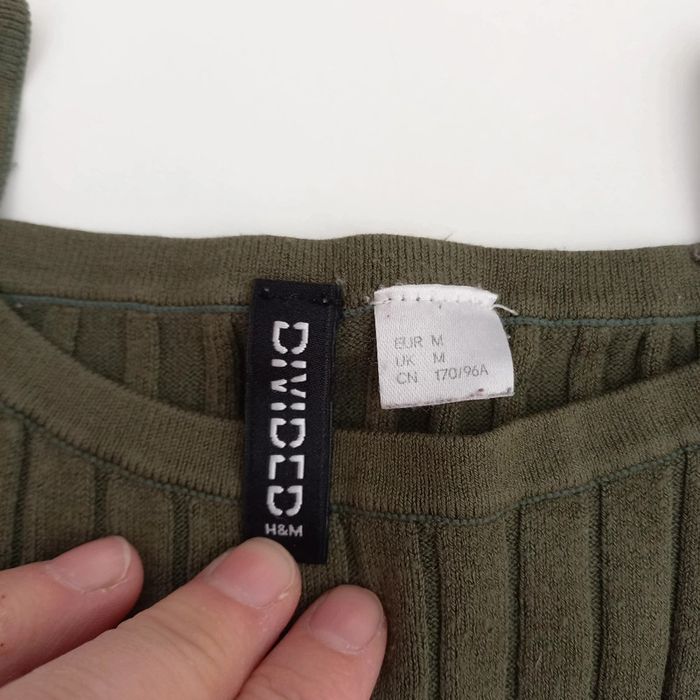 DIVIDED
H&M
EUR M
UK M
CN 170/96A